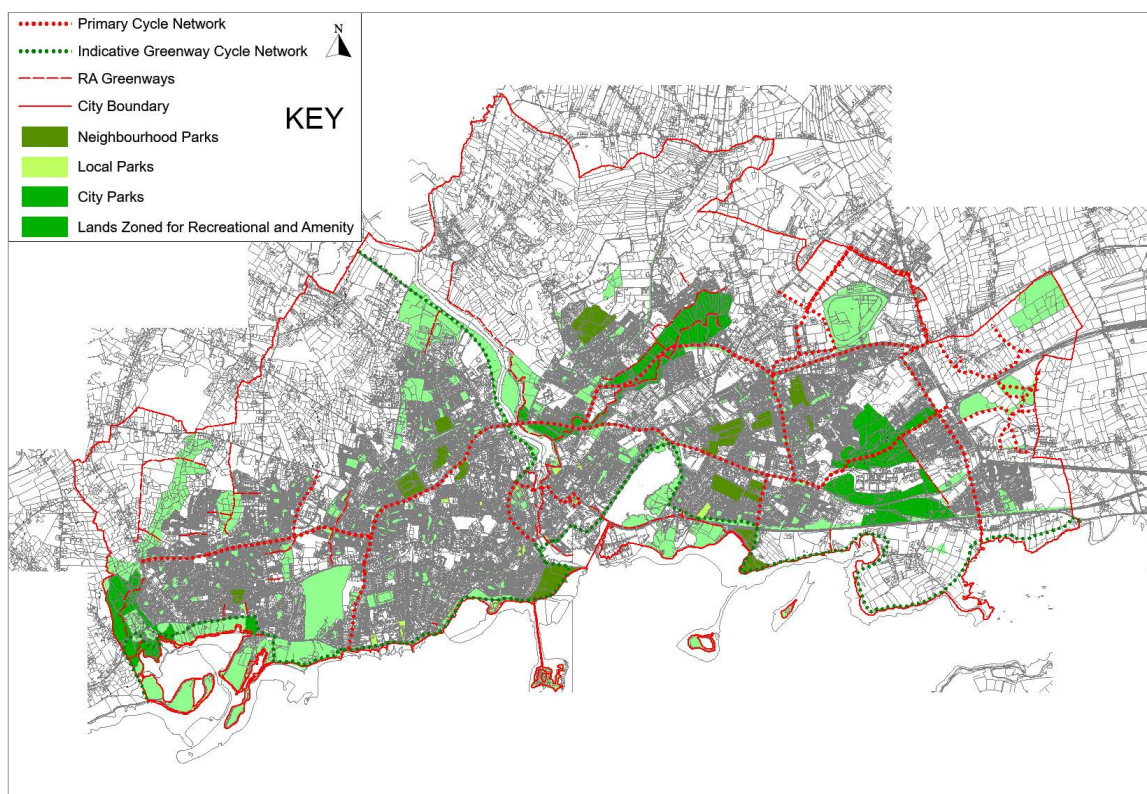 Primary Cycle Network
N
Indicative Greenway Cycle Network
RA Greenways
City Boundary
KEY
Neighbourhood Parks
Local Parks
City Parks
Lands Zoned for Recreational and Amenity